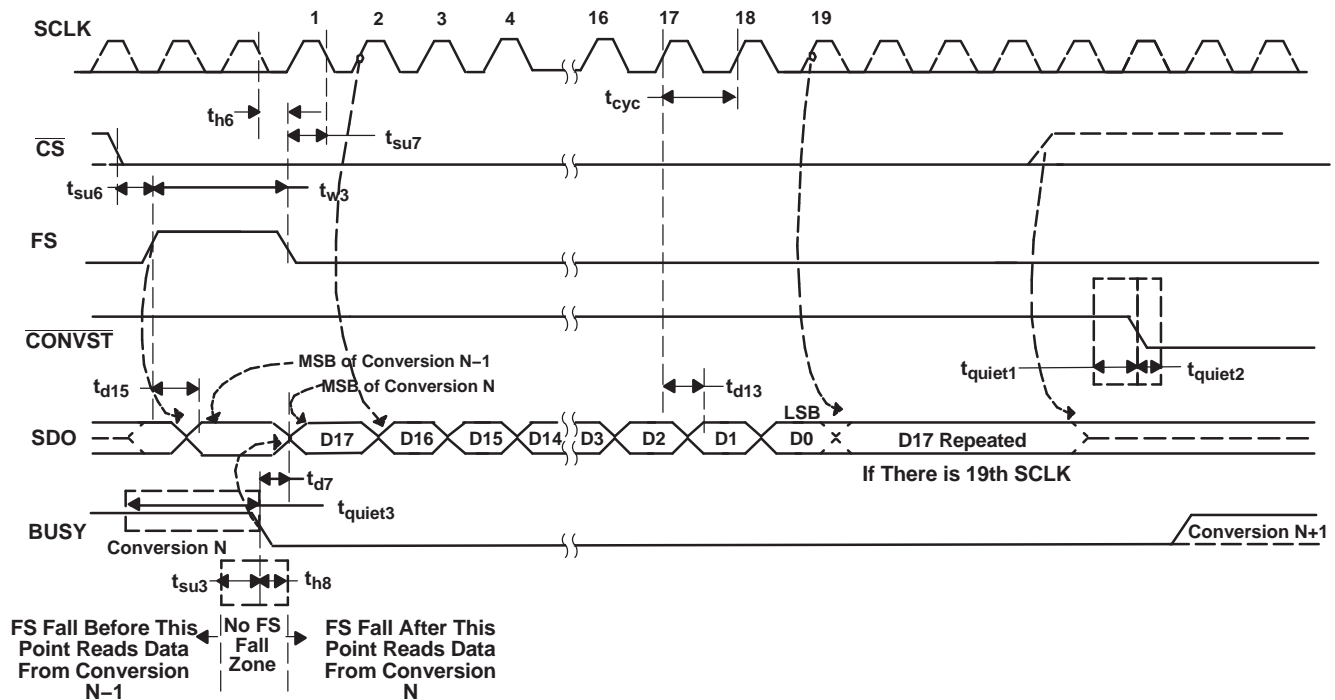 1 2 3 4 16 17 18 19
SCLK
th6
tcyc
tsu7
CS
tsu6
tw3
FS
CONVST
tquiet1
tquiet2
MSB of Conversion N–1
td15
MSB of Conversion N
td13
LSB
SDO
D17 D16 D15 D14 D3 D2 D1 D0 D17 Repeated
If There is 19th SCLK
td7
tquiet3
BUSY
Conversion N
Conversion N+1
tsu3
th8
FS Fall Before This
Point Reads Data
From Conversion
N–1
No FS
Fall
Zone
FS Fall After This
Point Reads Data
From Conversion
N